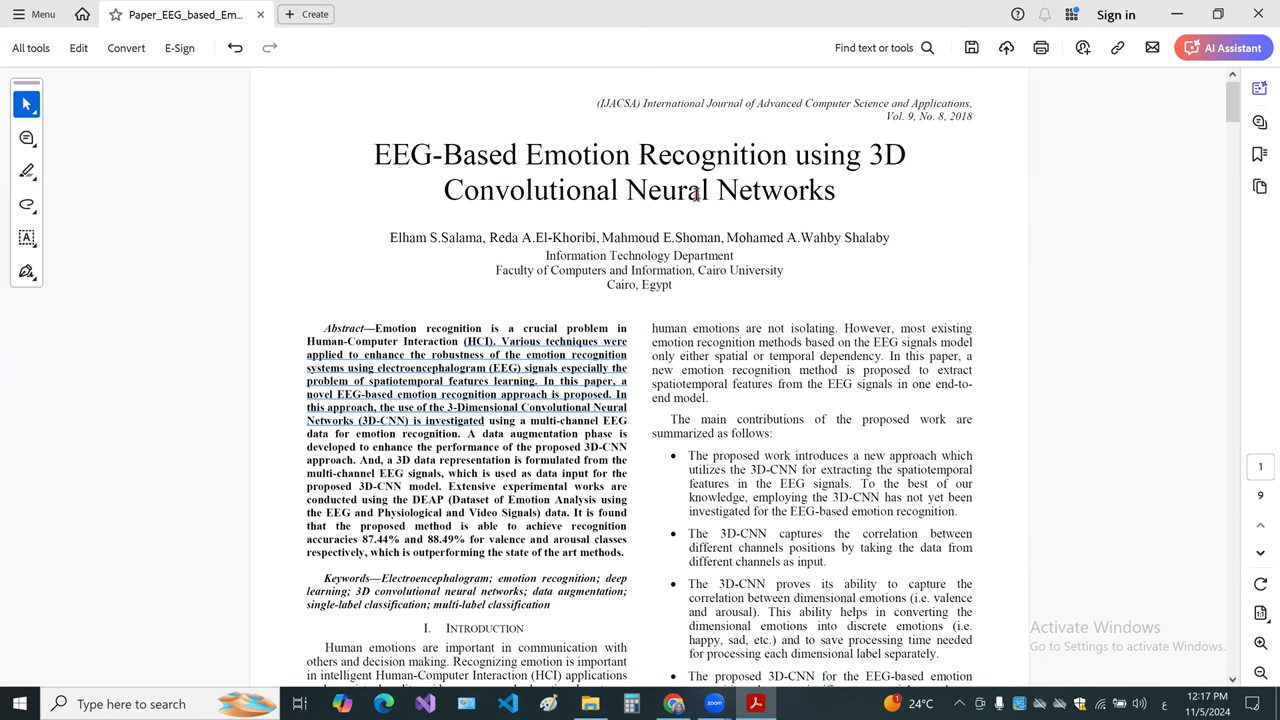 Menu
Paper_EEG_based_Em...
Create
Sign in
All tools
Edit
Convert
E-Sign
Find text or tools
AI Assistant
(IJACSA) International Journal of Advanced Computer Science and Applications,
Vol. 9, No. 8, 2018
EEG-Based Emotion Recognition using 3D
Convolutional Neural Networks
Elham S.Salama, Reda A.El-Khoribi, Mahmoud E.Shoman, Mohamed A.Wahby Shalaby
Information Technology Department
Faculty of Computers and Information, Cairo University
Cairo, Egypt
Abstract—Emotion recognition is a crucial problem in
Human-Computer Interaction (HCI). Various techniques were
applied to enhance the robustness of the emotion recognition
systems using electroencephalogram (EEG) signals especially the
problem of spatiotemporal features learning. In this paper, a
novel EEG-based emotion recognition approach is proposed. In
this approach, the use of the 3-Dimensional Convolutional Neural
Networks (3D-CNN) is investigated using a multi-channel EEG
data for emotion recognition. A data augmentation phase is
developed to enhance the performance of the proposed 3D-CNN
approach. And, a 3D data representation is formulated from the
multi-channel EEG signals, which is used as data input for the
proposed 3D-CNN model. Extensive experimental works are
conducted using the DEAP (Dataset of Emotion Analysis using
the EEG and Physiological and Video Signals) data. It is found
that the proposed method is able to achieve recognition
accuracies 87.44% and 88.49% for valence and arousal classes
respectively, which is outperforming the state of the art methods.
Keywords—Electroencephalogram; emotion recognition; deep
learning; 3D convolutional neural networks; data augmentation;
single-label classification; multi-label classification
I. INTRODUCTION
Human emotions are important in communication with
others and decision making. Recognizing emotion is important
in intelligent Human-Computer Interaction (HCI) applications
human emotions are not isolating. However, most existing
emotion recognition methods based on the EEG signals model
only either spatial or temporal dependency. In this paper, a
new emotion recognition method is proposed to extract
spatiotemporal features from the EEG signals in one end-to-
end model.
The main contributions of the proposed work are
summarized as follows:
• The proposed work introduces a new approach which
utilizes the 3D-CNN for extracting the spatiotemporal
features in the EEG signals. To the best of our
knowledge, employing the 3D-CNN has not yet been
investigated for the EEG-based emotion recognition.
• The 3D-CNN captures the correlation between
different channels positions by taking the data from
different channels as input.
• The 3D-CNN proves its ability to capture the
correlation between dimensional emotions (i.e. valence
and arousal). This ability helps in converting the
dimensional emotions into discrete emotions (i.e.
happy, sad, etc.) and to save processing time needed
for processing each dimensional label separately.
• The proposed 3D-CNN for the EEG-based emotion
1
9
Activate Windows
Go to Settings to activate Windows.
Type here to search
zoom
1
24°C
ع
12:17 PM
11/5/2024